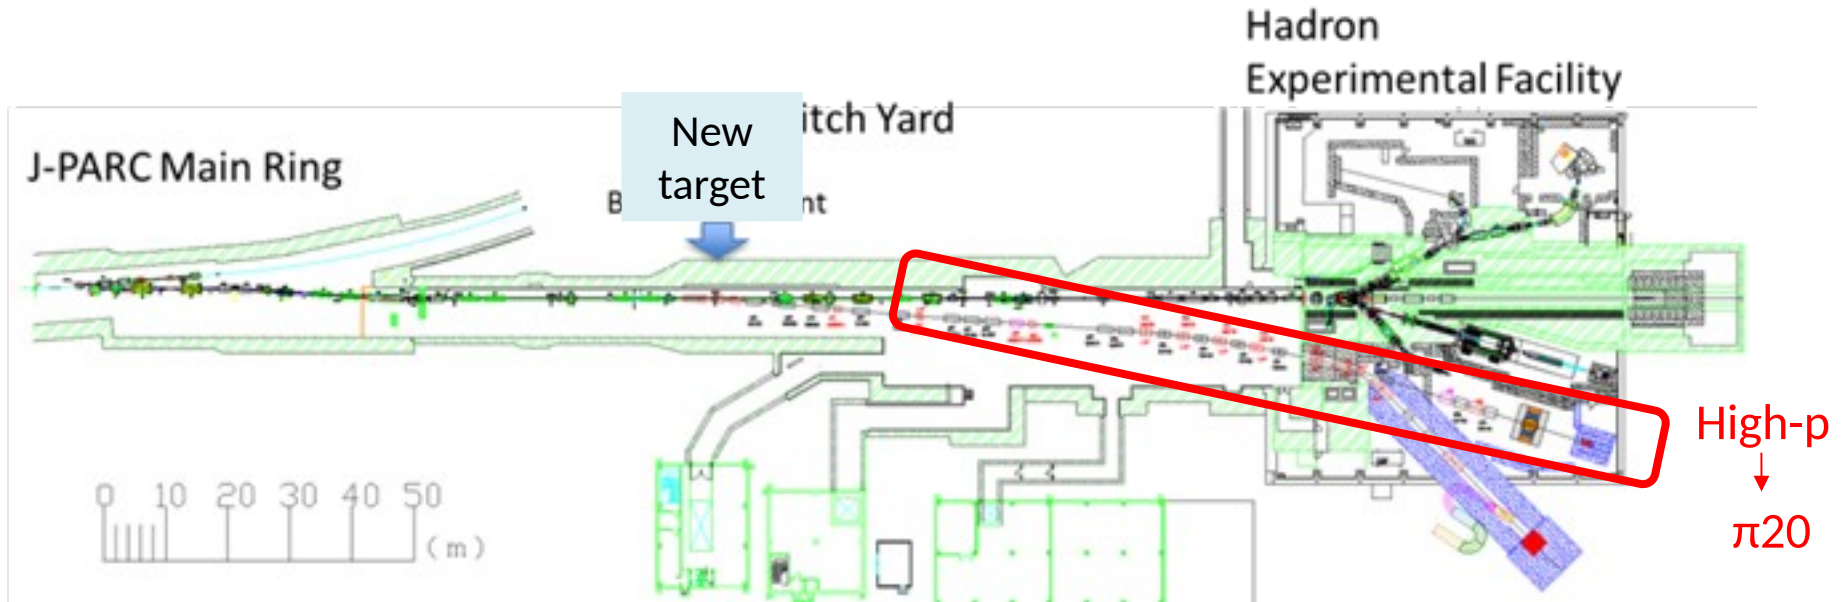 Hadron
Experimental Facility
New
target
itch Yard
J-PARC Main Ring
B
nt
High-p
π20
0 10 20 30 40 50
(m)